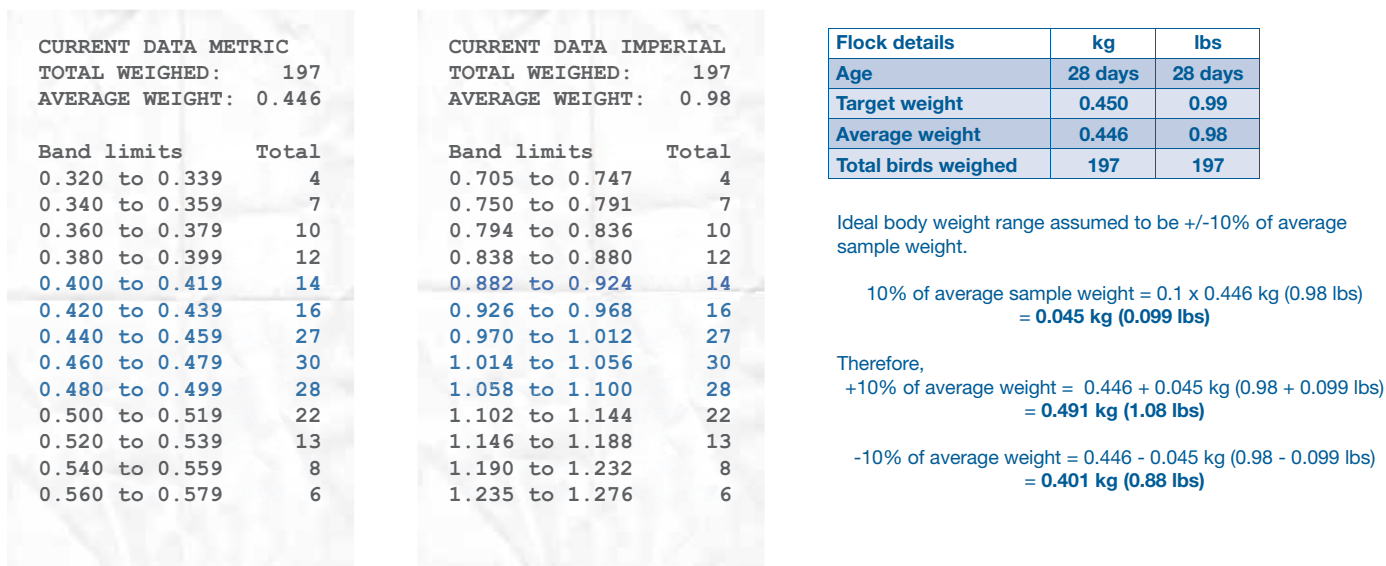 CURRENT DATA METRIC
TOTAL WEIGHED: 197
AVERAGE WEIGHT: 0.446
Band limits Total
0.320 to 0.339 4
0.340 to 0.359 7
0.360 to 0.379 10
0.380 to 0.399 12
0.400 to 0.419 14
0.420 to 0.439 16
0.440 to 0.459 27
0.460 to 0.479 30
0.480 to 0.499 28
0.500 to 0.519 22
0.520 to 0.539 13
0.540 to 0.559 8
0.560 to 0.579 6
CURRENT DATA IMPERIAL
TOTAL WEIGHED: 197
AVERAGE WEIGHT: 0.98
Band limits Total
0.705 to 0.747 4
0.750 to 0.791 7
0.794 to 0.836 10
0.838 to 0.880 12
0.882 to 0.924 14
0.926 to 0.968 16
0.970 to 1.012 27
1.014 to 1.056 30
1.058 to 1.100 28
1.102 to 1.144 22
1.146 to 1.188 13
1.190 to 1.232 8
1.235 to 1.276 6
Flock details kg lbs
Age 28 days 28 days
Target weight 0.450 0.99
Average weight 0.446 0.98
Total birds weighed 197 197
Ideal body weight range assumed to be +/-10% of average
sample weight.
10% of average sample weight = 0.1 x 0.446 kg (0.98 lbs)
= 0.045 kg (0.099 lbs)
Therefore,
+10% of average weight = 0.446 + 0.045 kg (0.98 + 0.099 lbs)
= 0.491 kg (1.08 lbs)
-10% of average weight = 0.446 - 0.045 kg (0.98 - 0.099 lbs)
= 0.401 kg (0.88 lbs)